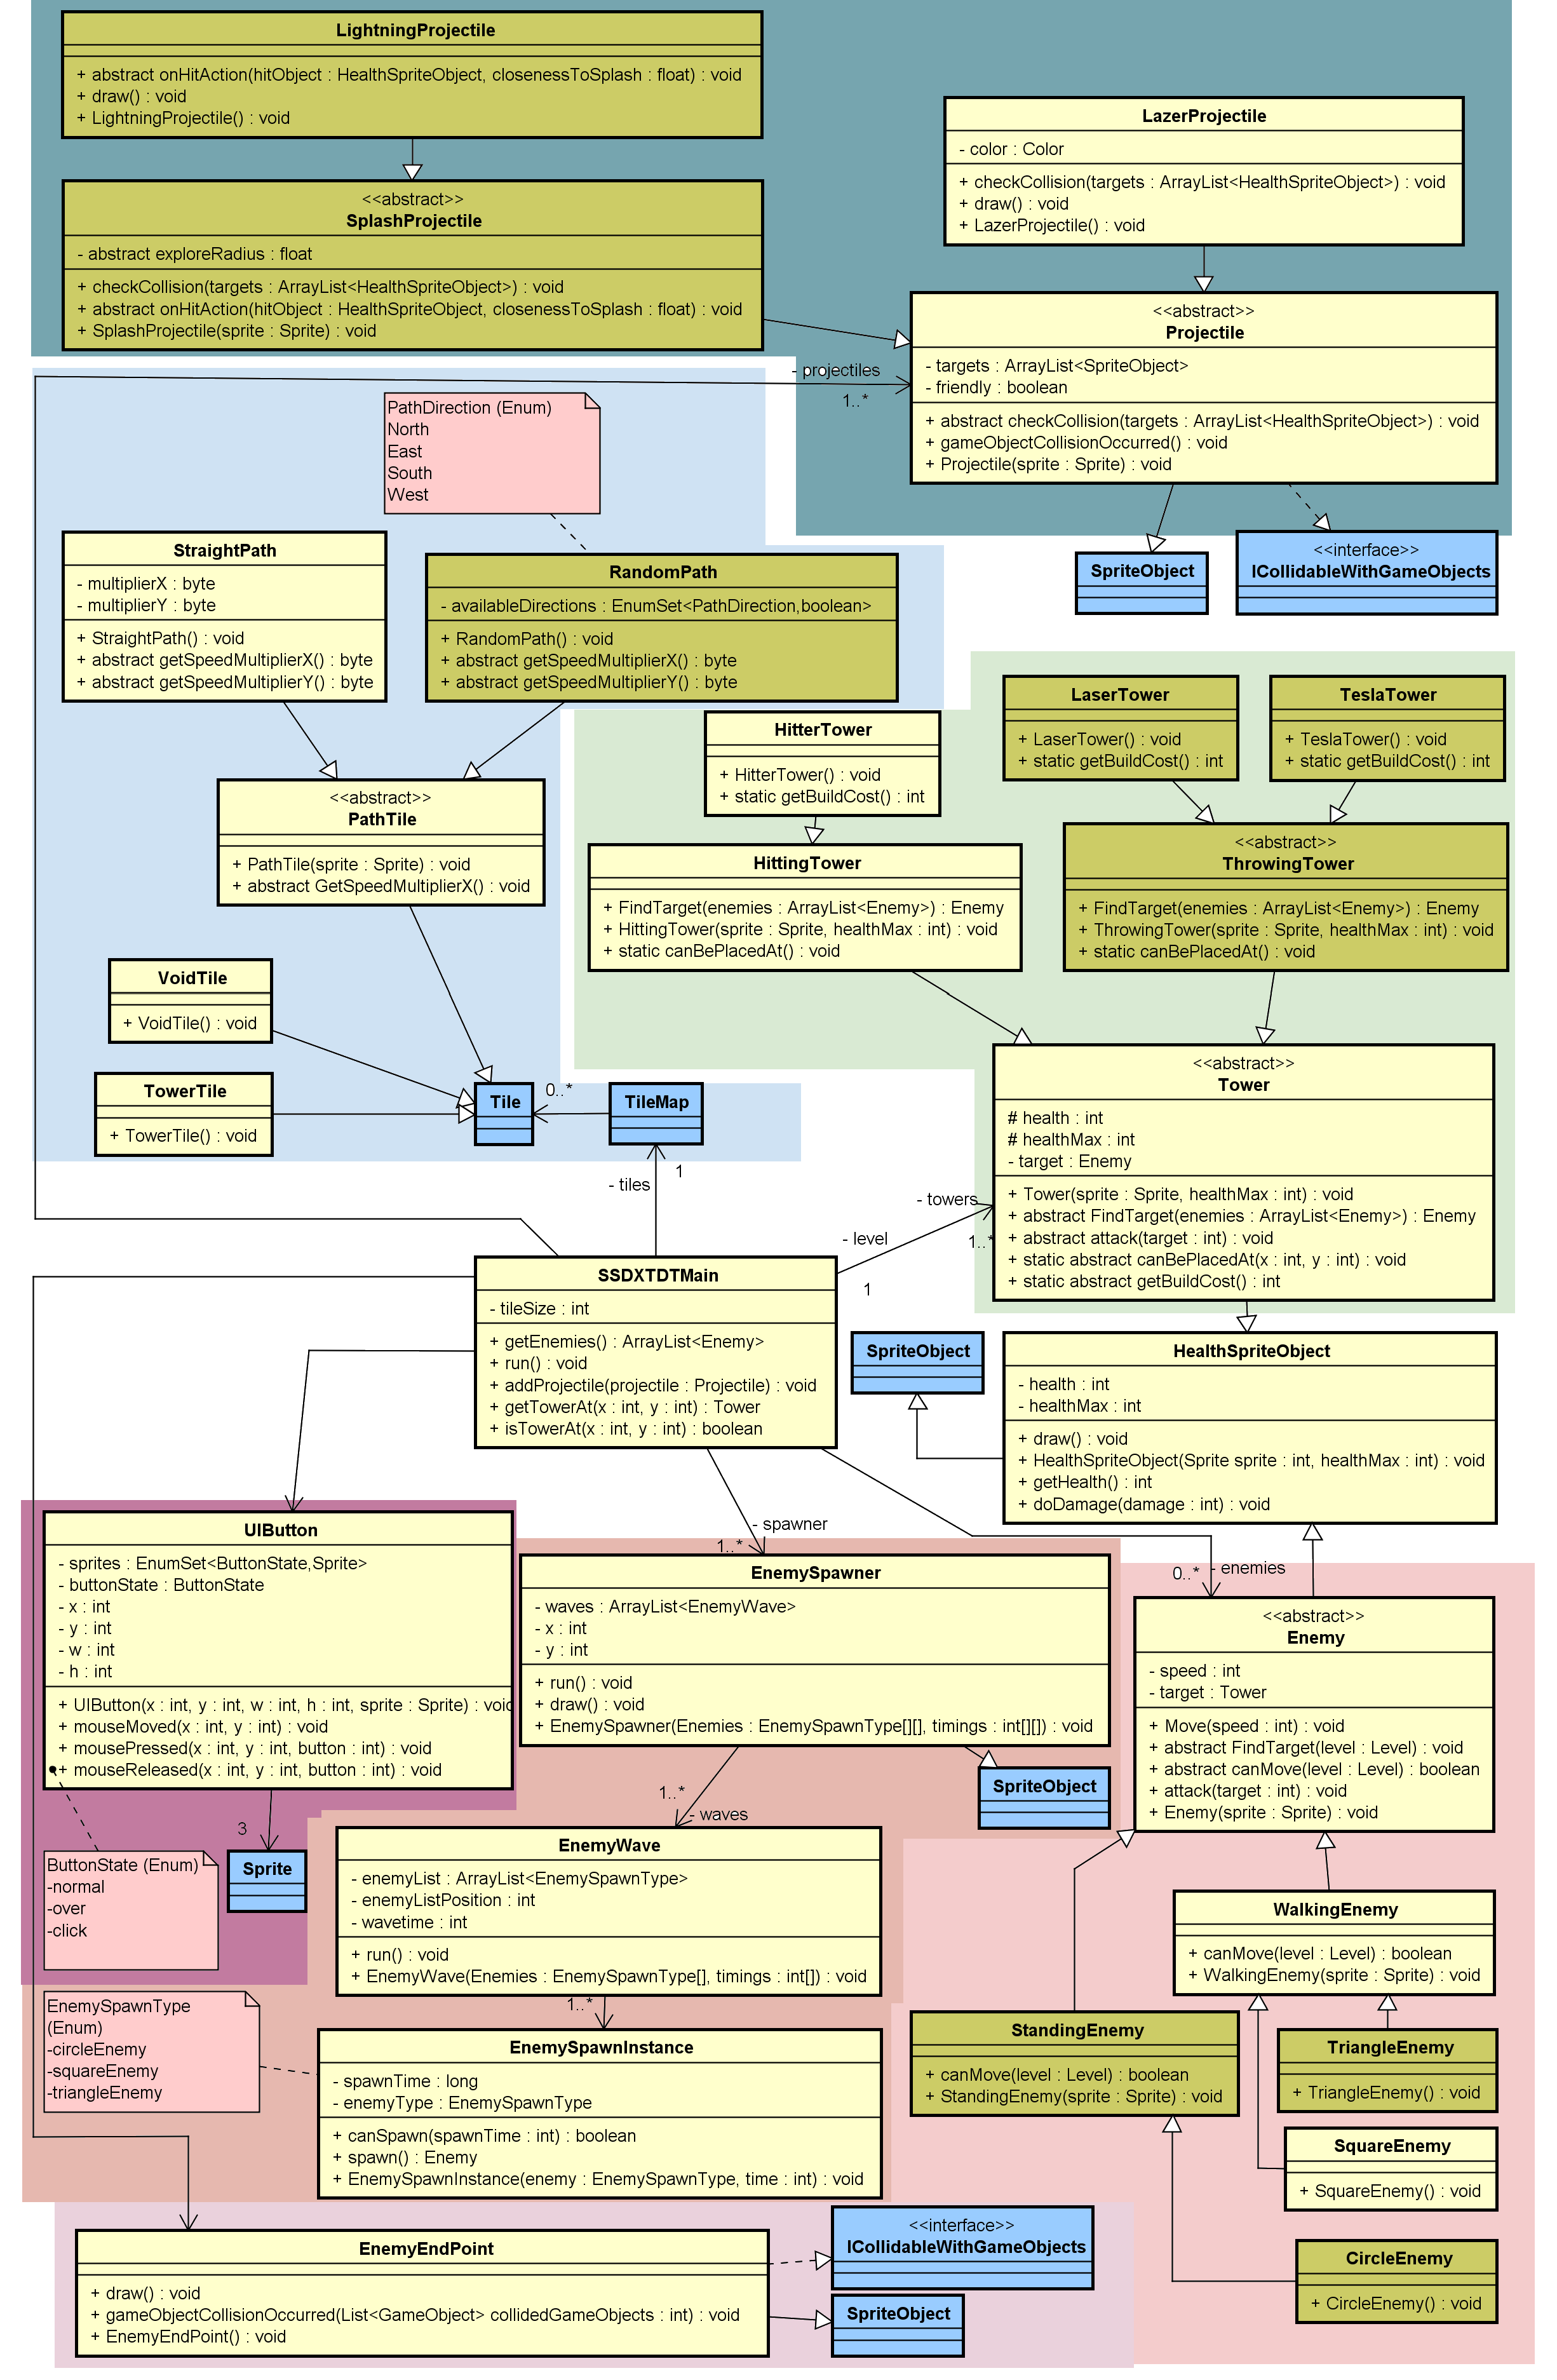 LightningProjectile
+ abstract onHitAction(hitObject : HealthSpriteObject, closenessToSplash : float) : void
+ draw() : void
+ LightningProjectile() : void
LazerProjectile
- color : Color
+ checkCollision(targets : ArrayList<HealthSpriteObject>) : void
+ draw() : void
+ LazerProjectile() : void
<<abstract>>
SplashProjectile
- abstract exploreRadius : float
+ checkCollision(targets : ArrayList<HealthSpriteObject>) : void
+ abstract onHitAction(hitObject : HealthSpriteObject, closenessToSplash : float) : void
+ SplashProjectile(sprite : Sprite) : void
<<abstract>>
Projectile
- targets : ArrayList<SpriteObject>
- friendly : boolean
+ abstract checkCollision(targets : ArrayList<HealthSpriteObject>) : void
+ gameObjectCollisionOccurred() : void
+ Projectile(sprite : Sprite) : void
- projectiles
1..*
PathDirection (Enum)
North
East
South
West
SpriteObject
<<interface>>
ICollidableWithGameObjects
StraightPath
- multiplierX : byte
- multiplierY : byte
+ StraightPath() : void
+ abstract getSpeedMultiplierX() : byte
+ abstract getSpeedMultiplierY() : byte
RandomPath
- availableDirections : EnumSet<PathDirection,boolean>
+ RandomPath() : void
+ abstract getSpeedMultiplierX() : byte
+ abstract getSpeedMultiplierY() : byte
LaserTower
+ LaserTower() : void
+ static getBuildCost() : int
TeslaTower
+ TeslaTower() : void
+ static getBuildCost() : int
HitterTower
+ HitterTower() : void
+ static getBuildCost() : int
<<abstract>>
PathTile
+ PathTile(sprite : Sprite) : void
+ abstract GetSpeedMultiplierX() : void
HittingTower
+ FindTarget(enemies : ArrayList<Enemy>) : Enemy
+ HittingTower(sprite : Sprite, healthMax : int) : void
+ static canBePlacedAt() : void
<<abstract>>
ThrowingTower
+ FindTarget(enemies : ArrayList<Enemy>) : Enemy
+ ThrowingTower(sprite : Sprite, healthMax : int) : void
+ static canBePlacedAt() : void
VoidTile
+ VoidTile() : void
TowerTile
+ TowerTile() : void
Tile
0..*
TileMap
<<abstract>>
Tower
# health : int
# healthMax : int
- target : Enemy
+ Tower(sprite : Sprite, healthMax : int) : void
+ abstract FindTarget(enemies : ArrayList<Enemy>) : Enemy
+ abstract attack(target : int) : void
+ static abstract canBePlacedAt(x : int, y : int) : void
+ static abstract getBuildCost() : int
1
- tiles
- towers
1..*
- level
1
SSDXTDTMain
- tileSize : int
+ getEnemies() : ArrayList<Enemy>
+ run() : void
+ addProjectile(projectile : Projectile) : void
+ getTowerAt(x : int, y : int) : Tower
+ isTowerAt(x : int, y : int) : boolean
SpriteObject
HealthSpriteObject
- health : int
- healthMax : int
+ draw() : void
+ HealthSpriteObject(Sprite sprite : int, healthMax : int) : void
+ getHealth() : int
+ doDamage(damage : int) : void
UIButton
- sprites : EnumSet<ButtonState,Sprite>
- buttonState : ButtonState
- x : int
- y : int
- w : int
- h : int
+ UIButton(x : int, y : int, w : int, h : int, sprite : Sprite) : void
+ mouseMoved(x : int, y : int) : void
+ mousePressed(x : int, y : int, button : int) : void
+ mouseReleased(x : int, y : int, button : int) : void
- spawner
1..*
EnemySpawner
- waves : ArrayList<EnemyWave>
- x : int
- y : int
+ run() : void
+ draw() : void
+ EnemySpawner(Enemies : EnemySpawnType[][], timings : int[][]) : void
0..*
- enemies
<<abstract>>
Enemy
- speed : int
- target : Tower
+ Move(speed : int) : void
+ abstract FindTarget(level : Level) : void
+ abstract canMove(level : Level) : boolean
+ attack(target : int) : void
+ Enemy(sprite : Sprite) : void
SpriteObject
1..*
- waves
3
Sprite
ButtonState (Enum)
-normal
-over
-click
EnemyWave
- enemyList : ArrayList<EnemySpawnType>
- enemyListPosition : int
- wavetime : int
+ run() : void
+ EnemyWave(Enemies : EnemySpawnType[], timings : int[]) : void
1..*
WalkingEnemy
+ canMove(level : Level) : boolean
+ WalkingEnemy(sprite : Sprite) : void
EnemySpawnType
(Enum)
-circleEnemy
-squareEnemy
-triangleEnemy
EnemySpawnInstance
- spawnTime : long
- enemyType : EnemySpawnType
+ canSpawn(spawnTime : int) : boolean
+ spawn() : Enemy
+ EnemySpawnInstance(enemy : EnemySpawnType, time : int) : void
StandingEnemy
+ canMove(level : Level) : boolean
+ StandingEnemy(sprite : Sprite) : void
TriangleEnemy
+ TriangleEnemy() : void
SquareEnemy
+ SquareEnemy() : void
CircleEnemy
+ CircleEnemy() : void
EnemyEndPoint
+ draw() : void
+ gameObjectCollisionOccurred(List<GameObject> collidedGameObjects : int) : void
+ EnemyEndPoint() : void
<<interface>>
ICollidableWithGameObjects
SpriteObject